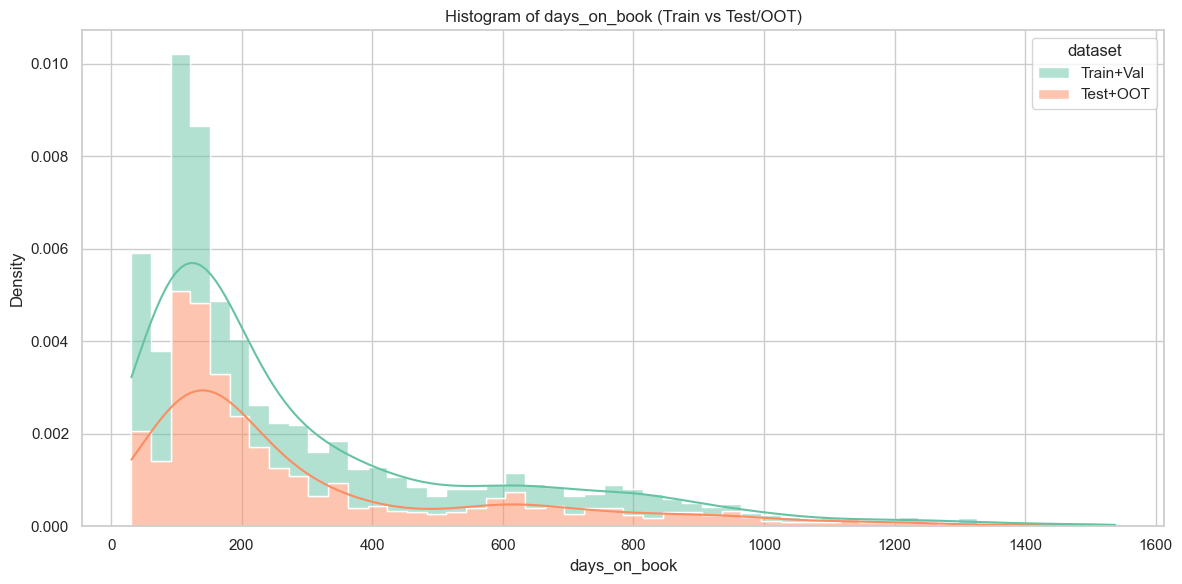 Histogram of days_on_book (Train vs Test/OOT)
dataset
Train+Val
Test+OOT
Density
0.010
0.008
0.006
0.004
0.002
0.000
0 200 400 600 800 1000 1200 1400 1600
days_on_book